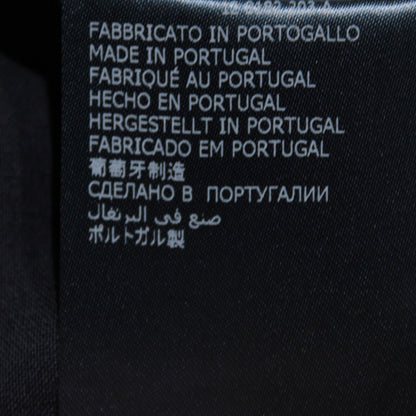 FABBRICATO IN PORTOGALLO
MADE IN PORTUGAL
FABRIQUÉ AU PORTUGAL
HECHO EN PORTUGAL
HERGESTELLT IN PORTUGAL
FABRICADO EM PORTUGAL
葡萄牙制造
СДЕЛАНО В ПОРТУГАЛИИ
صنع في البرتغال
ポルトガル製